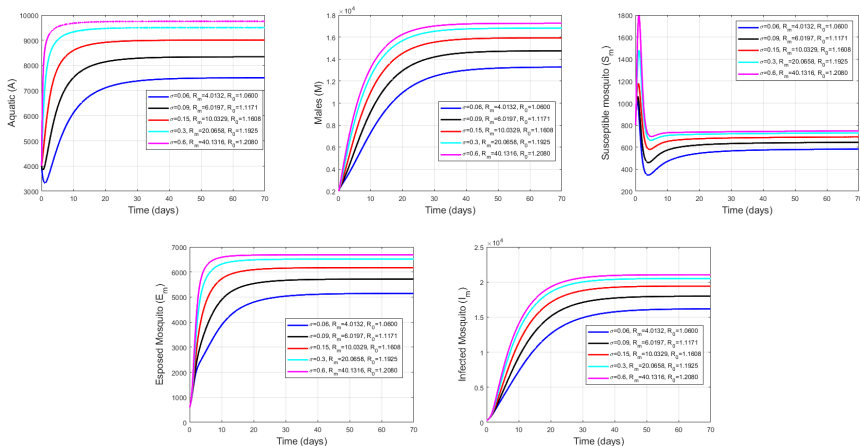 10000
9000
8000
7000
6000
5000
4000
3000
Aquatic (A)
σ=0.06, R_m=4.0132, R_0=1.0600
σ=0.09, R_m=6.0197, R_0=1.1171
σ=0.15, R_m=10.0329, R_0=1.1608
σ=0.3, R_m=20.0658, R_0=1.1925
σ=0.6, R_m=40.1316, R_0=1.2080
0 10 20 30 40 50 60 70
Time (days)
×10^4
1.8
1.6
1.4
1.2
1
0.8
0.6
0.4
0.2
Males (M)
σ=0.06, R_m=4.0132, R_0=1.0600
σ=0.09, R_m=6.0197, R_0=1.1171
σ=0.15, R_m=10.0329, R_0=1.1608
σ=0.3, R_m=20.0658, R_0=1.1925
σ=0.6, R_m=40.1316, R_0=1.2080
0 10 20 30 40 50 60 70
Time (days)
1800
1600
1400
1200
1000
800
600
400
200
Susceptible mosquito (S_m)
σ=0.06, R_m=4.0132, R_0=1.0600
σ=0.09, R_m=6.0197, R_0=1.1171
σ=0.15, R_m=10.0329, R_0=1.1608
σ=0.3, R_m=20.0658, R_0=1.1925
σ=0.6, R_m=40.1316, R_0=1.2080
0 10 20 30 40 50 60 70
Time (days)
7000
6000
5000
4000
3000
2000
1000
0
Exposed Mosquito (E_m)
σ=0.06, R_m=4.0132, R_0=1.0600
σ=0.09, R_m=6.0197, R_0=1.1171
σ=0.15, R_m=10.0329, R_0=1.1608
σ=0.3, R_m=20.0658, R_0=1.1925
σ=0.6, R_m=40.1316, R_0=1.2080
0 10 20 30 40 50 60 70
Time (days)
×10^4
2.5
2
1.5
1
0.5
0
Infected Mosquito (I_m)
σ=0.06, R_m=4.0132, R_0=1.0600
σ=0.09, R_m=6.0197, R_0=1.1171
σ=0.15, R_m=10.0329, R_0=1.1608
σ=0.3, R_m=20.0658, R_0=1.1925
σ=0.6, R_m=40.1316, R_0=1.2080
0 10 20 30 40 50 60 70
Time (days)